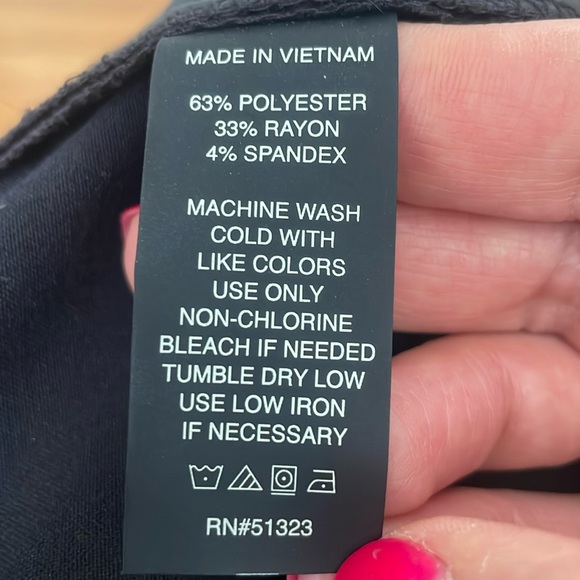 MADE IN VIETNAM
63% POLYESTER
33% RAYON
4% SPANDEX
MACHINE WASH
COLD WITH
LIKE COLORS
USE ONLY
NON-CHLORINE
BLEACH IF NEEDED
TUMBLE DRY LOW
USE LOW IRON
IF NECESSARY
RN#51323